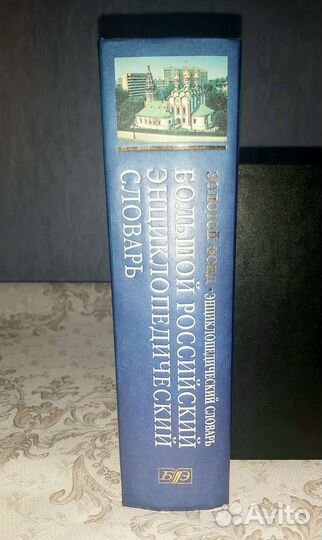 ЗОЛОТОЙ ФОНД · ЭНЦИКЛОПЕДИЧЕСКИЙ СЛОВАРЬ
БОЛЬШОЙ РОССИЙСКИЙ
ЭНЦИКЛОПЕДИЧЕСКИЙ
СЛОВАРЬ
БРЭ
Avito